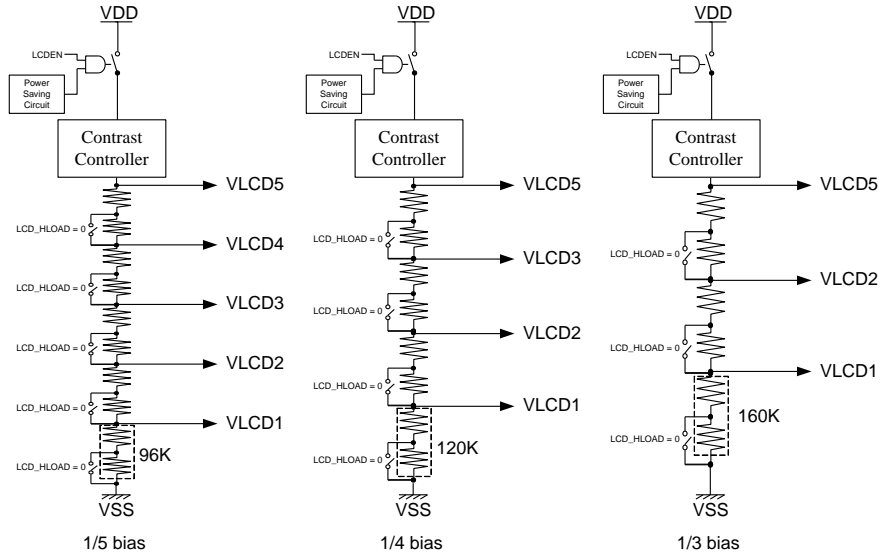 VDD
LCDEN
Power
Saving
Circuit
Contrast
Controller
VLCD5
LCD_HLOAD = 0
VLCD4
LCD_HLOAD = 0
VLCD3
LCD_HLOAD = 0
VLCD2
LCD_HLOAD = 0
VLCD1
96K
LCD_HLOAD = 0
VSS
1/5 bias
VDD
LCDEN
Power
Saving
Circuit
Contrast
Controller
VLCD5
LCD_HLOAD = 0
VLCD3
LCD_HLOAD = 0
VLCD2
LCD_HLOAD = 0
VLCD1
120K
LCD_HLOAD = 0
VSS
1/4 bias
VDD
LCDEN
Power
Saving
Circuit
Contrast
Controller
VLCD5
LCD_HLOAD = 0
VLCD2
LCD_HLOAD = 0
VLCD1
160K
LCD_HLOAD = 0
VSS
1/3 bias